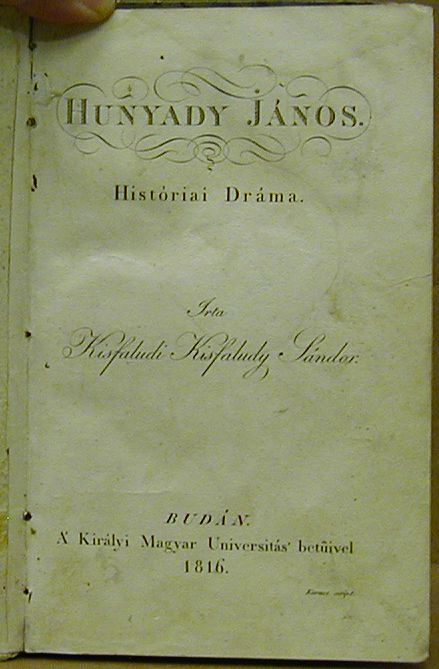 HUNYADY JÁNOS.
Históriai Dráma.
Irta
Kisfaludi Kisfaludy Sándor.
BUDÁN.
A' Királyi Magyar Universitás' betűivel
1816.